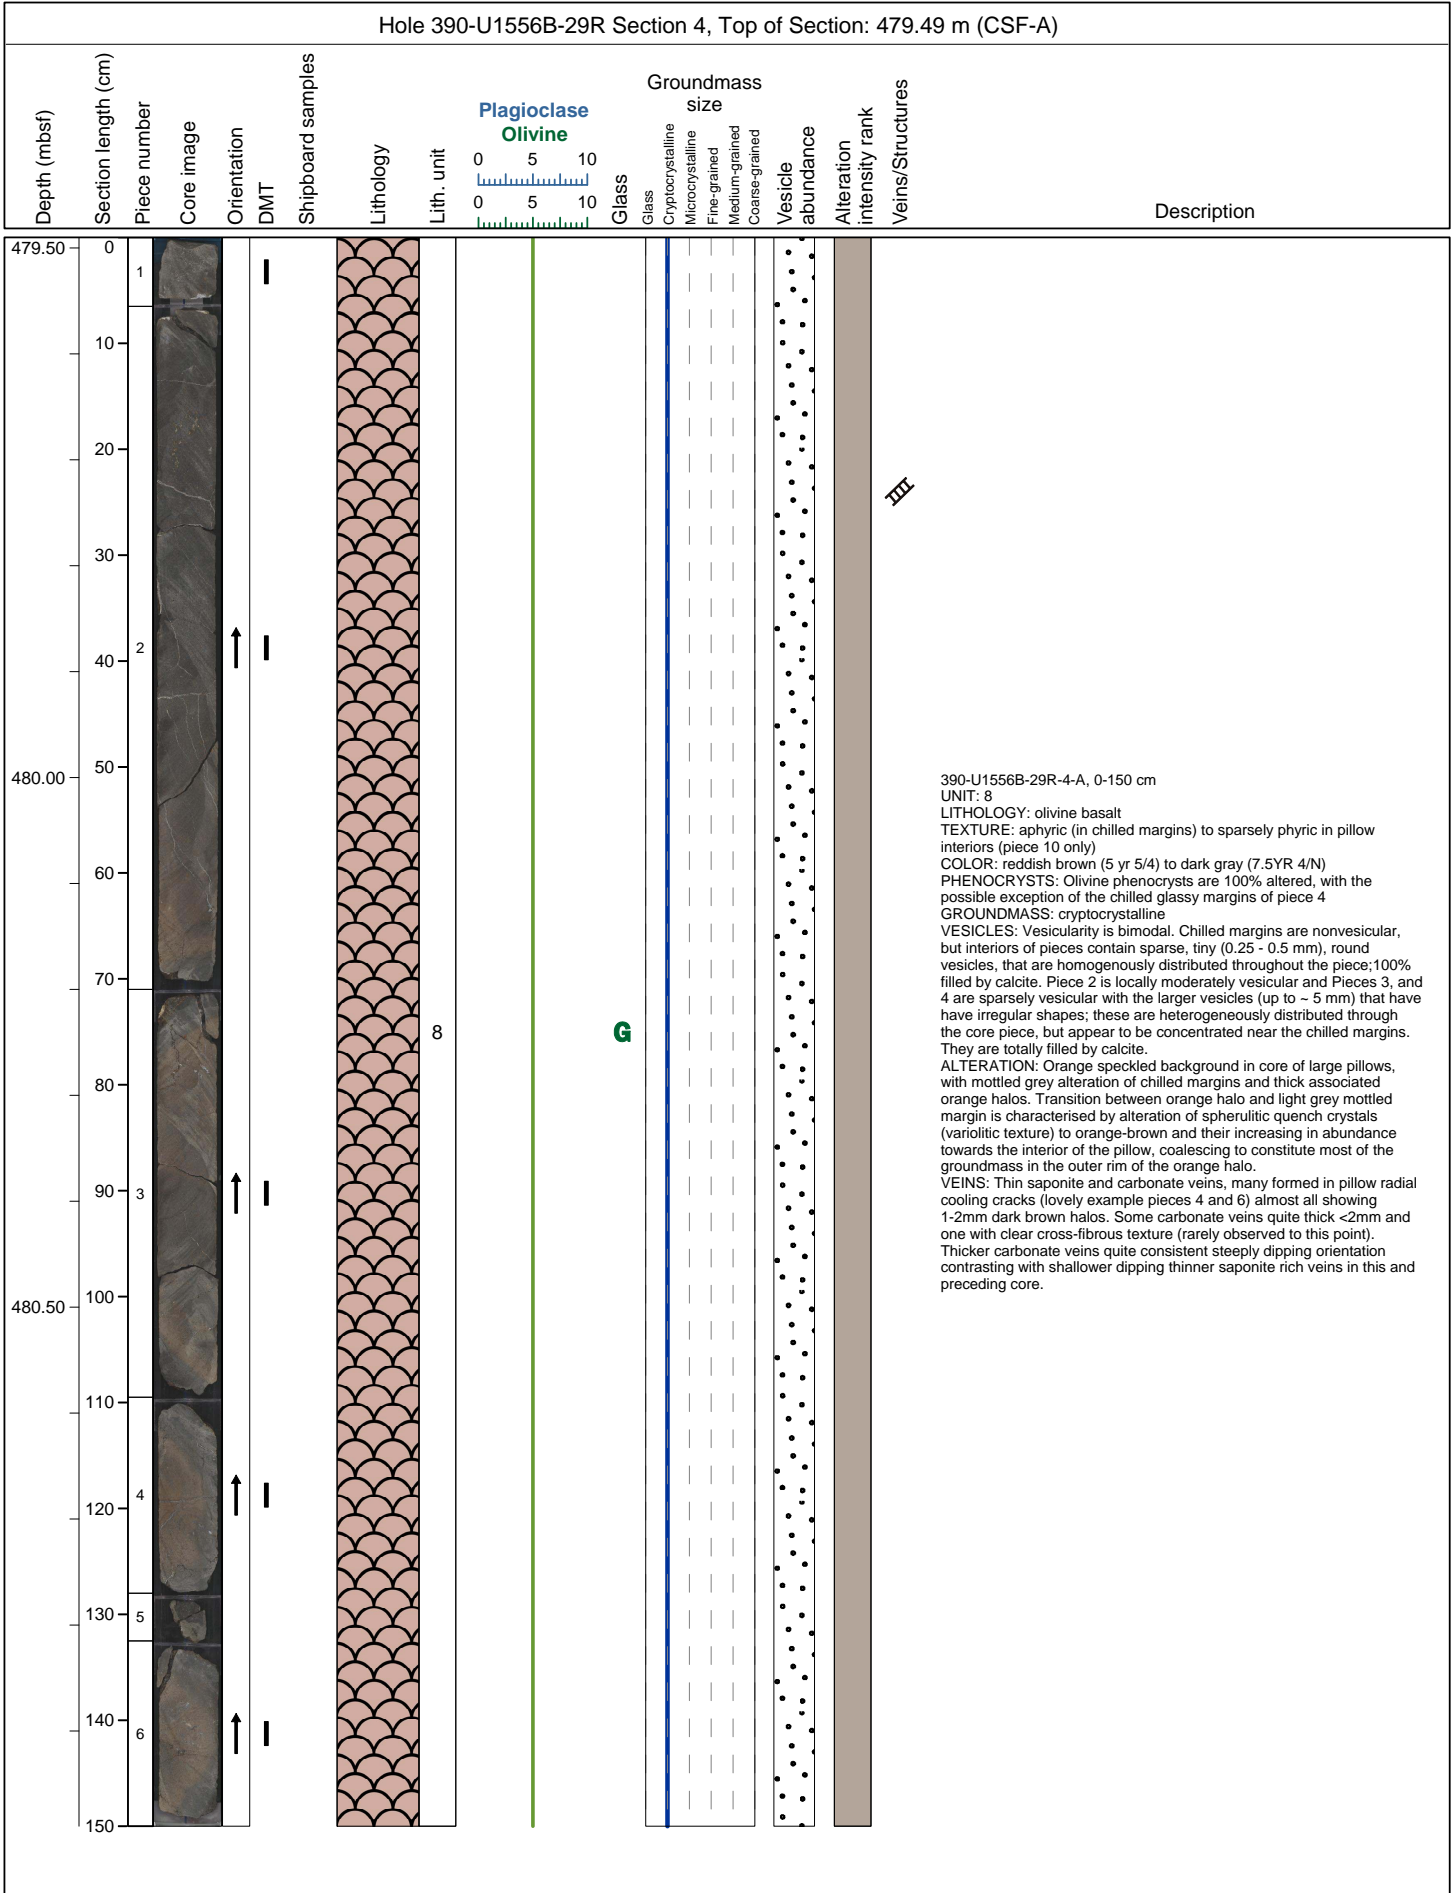 Hole 390-U1556B-29R Section 4, Top of Section: 479.49 m (CSF-A)
Depth (mbsf)
Section length (cm)
Piece number
Core image
Orientation
DMT
Shipboard samples
Lithology
Lith. unit
Plagioclase
Olivine
0 5 10
0 5 10
Glass
Groundmass
size
Glass
Cryptocrystalline
Microcrystalline
Fine-grained
Medium-grained
Coarse-grained
Vesicle
abundance
Alteration
intensity rank
Veins/Structures
Description
479.50
480.00
480.50
0
10
20
30
40
50
60
70
80
90
100
110
120
130
140
150
1
2
3
4
5
6
8
G
390-U1556B-29R-4-A, 0-150 cm
UNIT: 8
LITHOLOGY: olivine basalt
TEXTURE: aphyric (in chilled margins) to sparsely phyric in pillow
interiors (piece 10 only)
COLOR: reddish brown (5 yr 5/4) to dark gray (7.5YR 4/N)
PHENOCRYSTS: Olivine phenocrysts are 100% altered, with the
possible exception of the chilled glassy margins of piece 4
GROUNDMASS: cryptocrystalline
VESICLES: Vesicularity is bimodal. Chilled margins are nonvesicular,
but interiors of pieces contain sparse, tiny (0.25 - 0.5 mm), round
vesicles, that are homogenously distributed throughout the piece;100%
filled by calcite. Piece 2 is locally moderately vesicular and Pieces 3, and
4 are sparsely vesicular with the larger vesicles (up to ~ 5 mm) that have
have irregular shapes; these are heterogeneously distributed through
the core piece, but appear to be concentrated near the chilled margins.
They are totally filled by calcite.
ALTERATION: Orange speckled background in core of large pillows,
with mottled grey alteration of chilled margins and thick associated
orange halos. Transition between orange halo and light grey mottled
margin is characterised by alteration of spherulitic quench crystals
(variolitic texture) to orange-brown and their increasing in abundance
towards the interior of the pillow, coalescing to constitute most of the
groundmass in the outer rim of the orange halo.
VEINS: Thin saponite and carbonate veins, many formed in pillow radial
cooling cracks (lovely example pieces 4 and 6) almost all showing
1-2mm dark brown halos. Some carbonate veins quite thick <2mm and
one with clear cross-fibrous texture (rarely observed to this point).
Thicker carbonate veins quite consistent steeply dipping orientation
contrasting with shallower dipping thinner saponite rich veins in this and
preceding core.